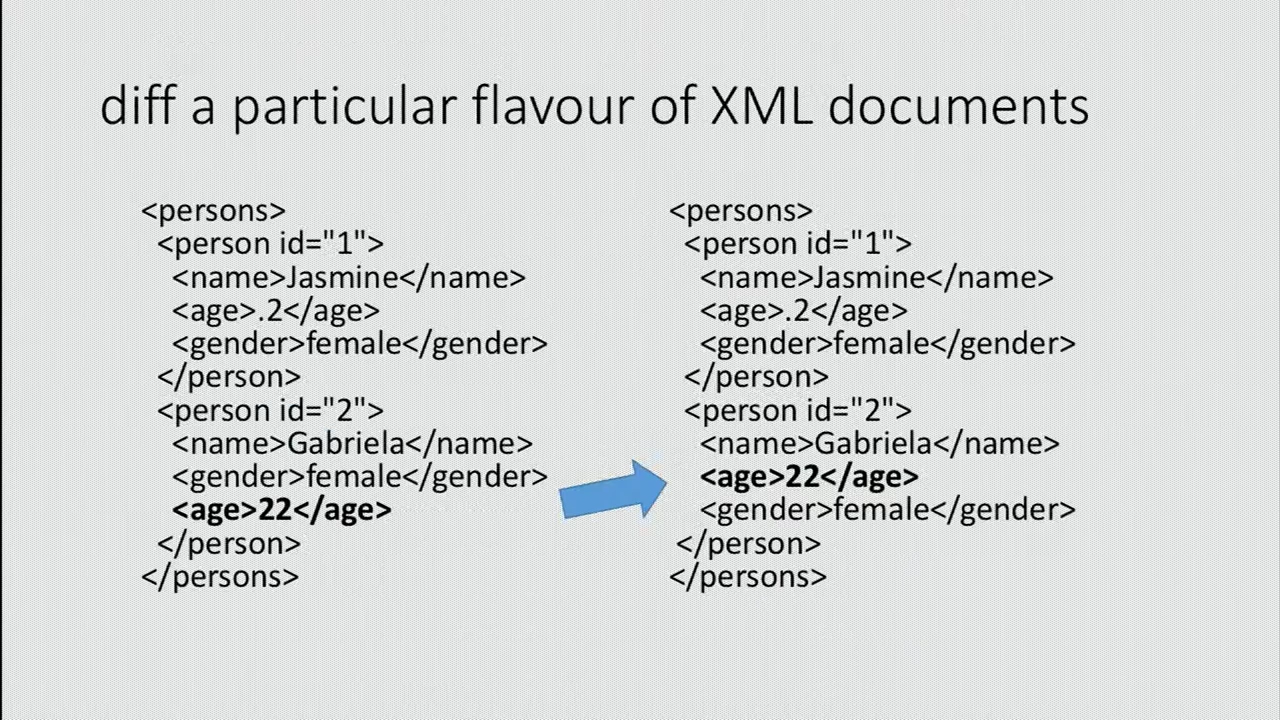 diff a particular flavour of XML documents
<persons>
<person id="1">
<name>Jasmine</name>
<age>.2</age>
<gender>female</gender>
</person>
<person id="2">
<name>Gabriela</name>
<gender>female</gender>
<age>22</age>
</person>
</persons>
<persons>
<person id="1">
<name>Jasmine</name>
<age>.2</age>
<gender>female</gender>
</person>
<person id="2">
<name>Gabriela</name>
<age>22</age>
<gender>female</gender>
</person>
</persons>